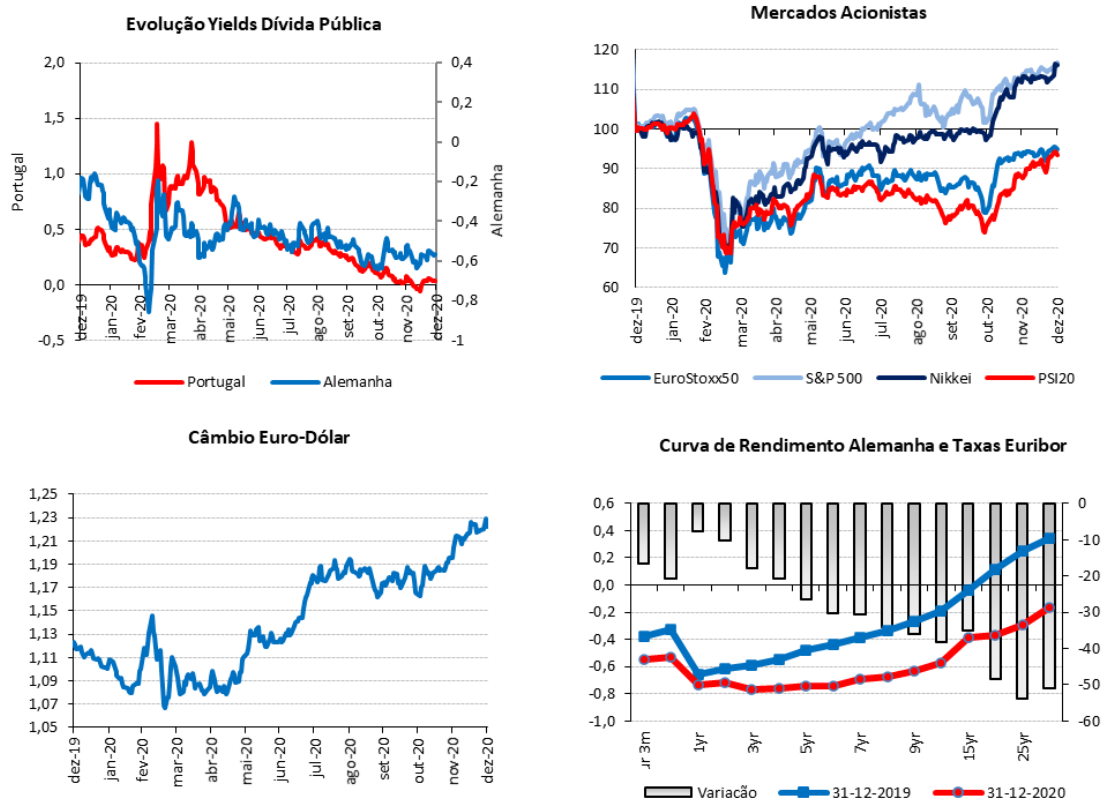 Evolução Yields Dívida Pública
2,0
1,5
1,0
0,5
0,0
-0,5
Portugal
0,4
0,2
0
-0,2
-0,4
-0,6
-0,8
-1
Alemanha
dez-19
jan-20
fev-20
mar-20
abr-20
mai-20
jun-20
jul-20
ago-20
set-20
out-20
nov-20
dez-20
Portugal
Alemanha
Mercados Acionistas
120
110
100
90
80
70
60
dez-19
jan-20
fev-20
mar-20
abr-20
mai-20
jun-20
jul-20
ago-20
set-20
out-20
nov-20
dez-20
EuroStoxx50
S&P 500
Nikkei
PSI20
Câmbio Euro-Dólar
1,25
1,23
1,21
1,19
1,17
1,15
1,13
1,11
1,09
1,07
1,05
dez-19
jan-20
fev-20
mar-20
abr-20
mai-20
jun-20
jul-20
ago-20
set-20
out-20
nov-20
dez-20
Curva de Rendimento Alemanha e Taxas Euribor
0,6
0,4
0,2
0,0
-0,2
-0,4
-0,6
-0,8
-1,0
0
-10
-20
-30
-40
-50
-60
3m
1yr
3yr
5yr
7yr
9yr
15yr
25yr
Variacão
31-12-2019
31-12-2020